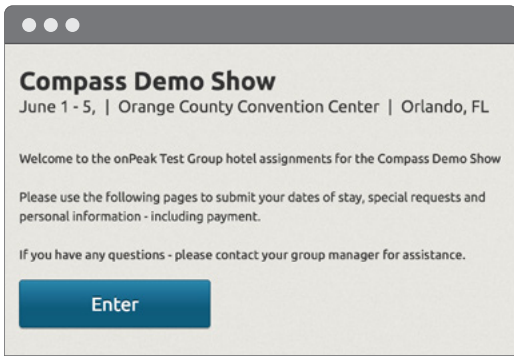 Compass Demo Show
June 1 - 5, | Orange County Convention Center | Orlando, FL
Welcome to the onPeak Test Group hotel assignments for the Compass Demo Show
Please use the following pages to submit your dates of stay, special requests and
personal information - including payment.
If you have any questions - please contact your group manager for assistance.
Enter